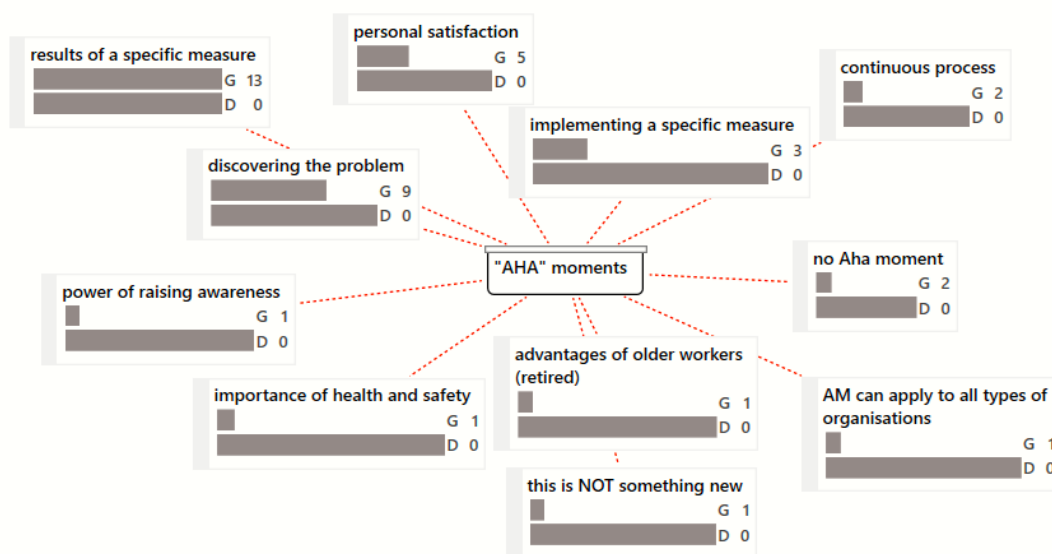 personal satisfaction
G 5
D 0
results of a specific measure
G 13
D 0
continuous process
G 2
D 0
implementing a specific measure
G 3
D 0
discovering the problem
G 9
D 0
"AHA" moments
no Aha moment
G 2
D 0
power of raising awareness
G 1
D 0
advantages of older workers
(retired)
G 1
D 0
importance of health and safety
G 1
D 0
AM can apply to all types of
organisations
G 1
D 0
this is NOT something new
G 1
D 0